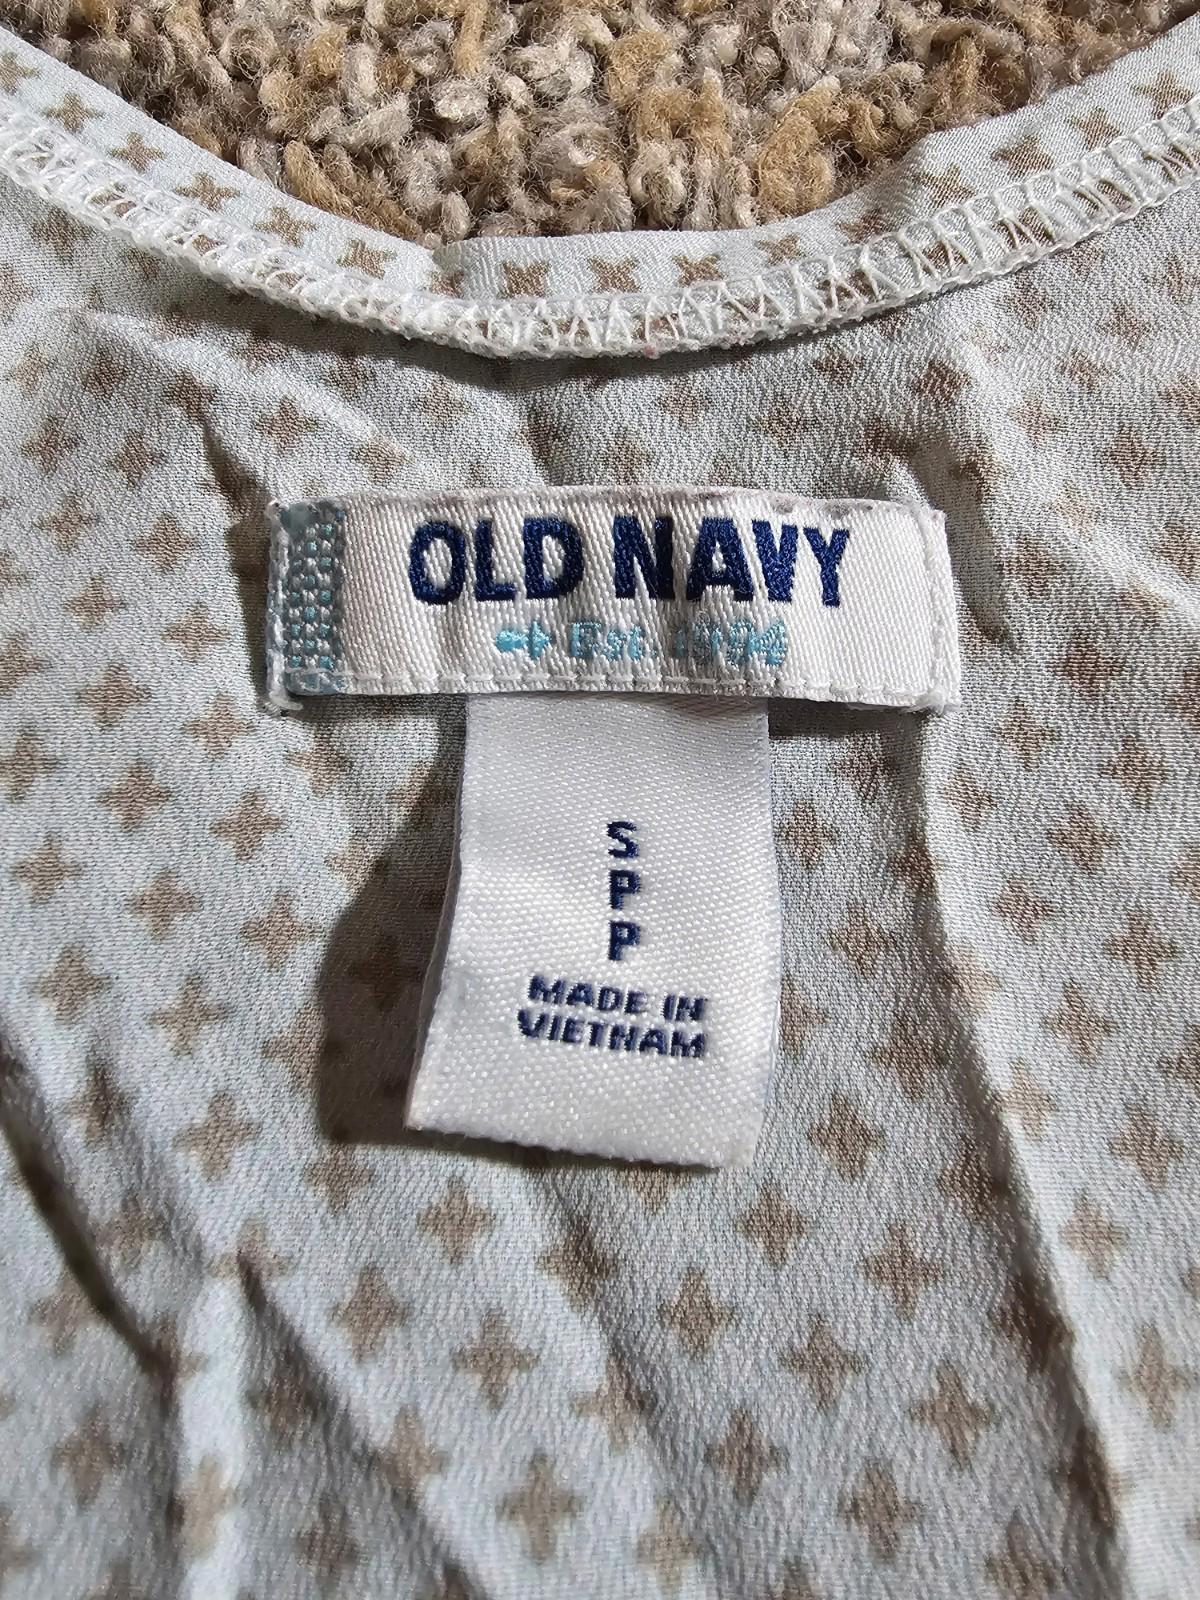 OLD NAVY
Est. 1994
S
P
P
MADE IN
VIETNAM